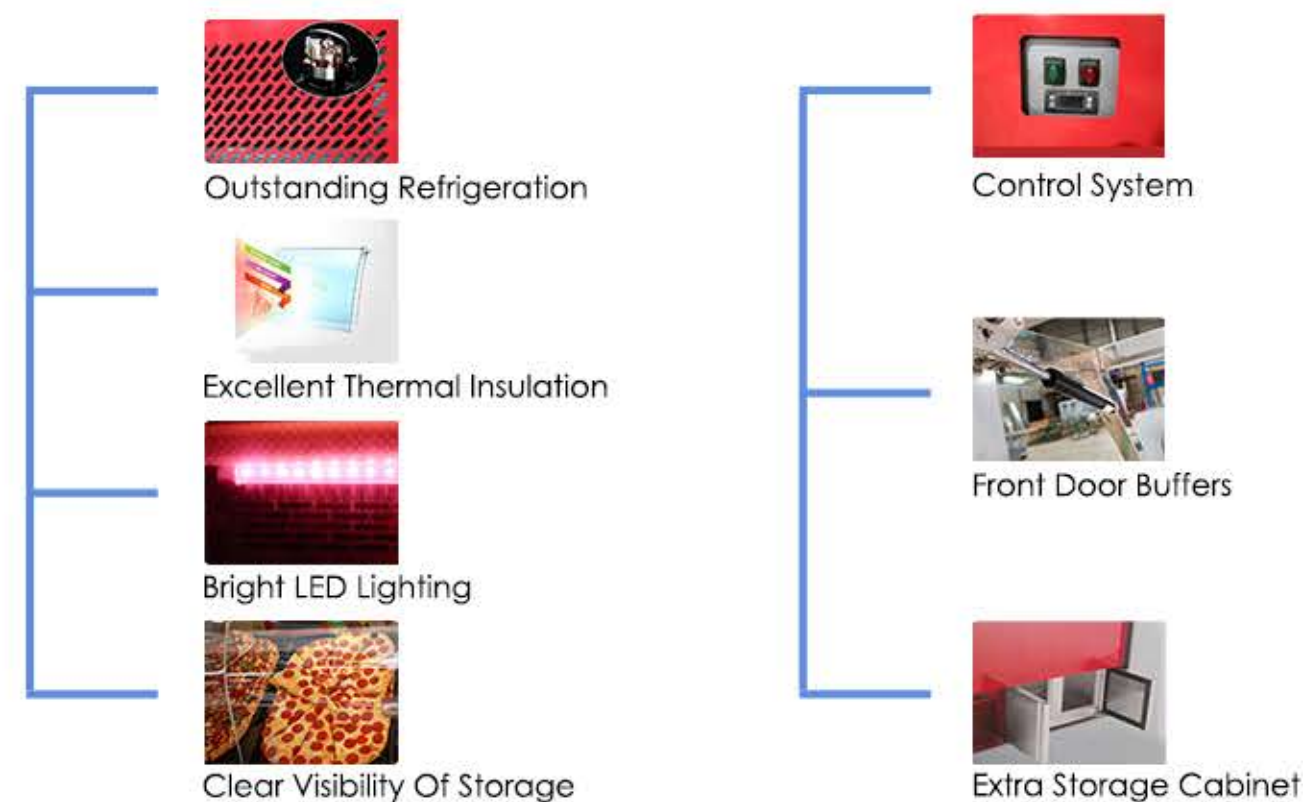 Outstanding Refrigeration
Excellent Thermal Insulation
Bright LED Lighting
Clear Visibility Of Storage
Control System
Front Door Buffers
Extra Storage Cabinet